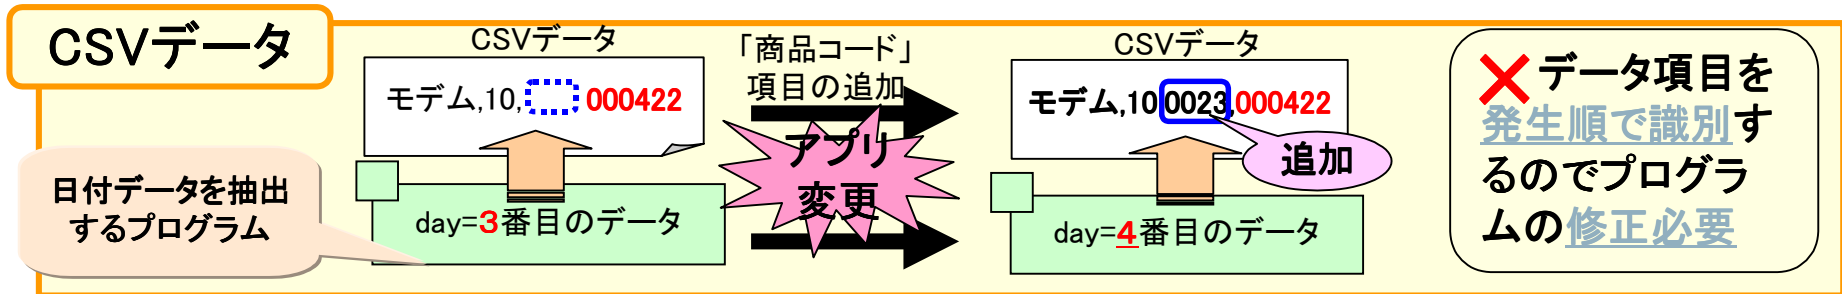 CSVデータ
CSVデータ
モデム,10, 000422
日付データを抽出
するプログラム
day=3番目のデータ
「商品コード」
項目の追加
アプリ
変更
CSVデータ
モデム,10 0023,000422
追加
day=4番目のデータ
データ項目を
発生順で識別す
るのでプログラ
ムの修正必要